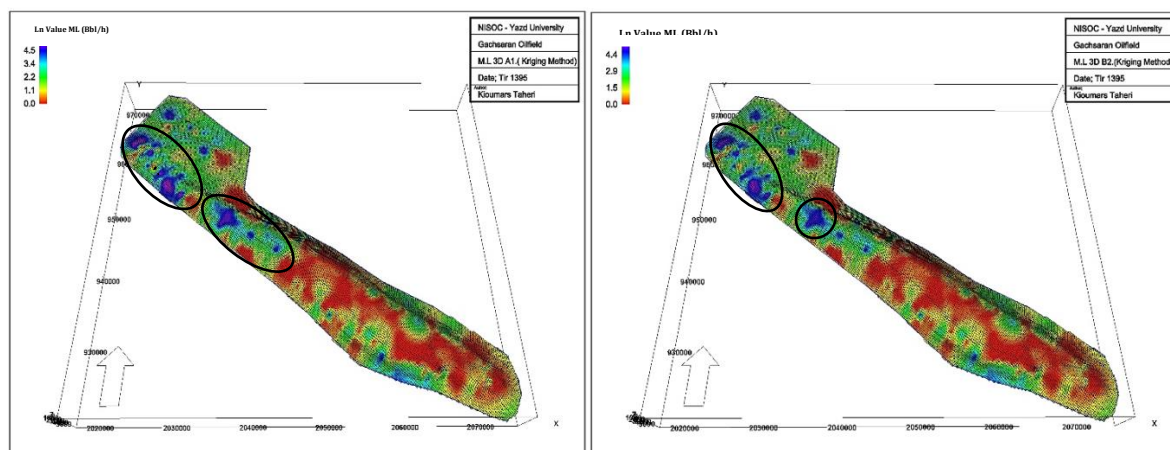 Ln Value ML (Bbl/h)
4.5
2.2
1.1
0.0
NISOC - Yazd University
Gachsaran Oilfield
M.L 3D A1.( Kriging Method)
Date; Tir 1395
Kioumars Taheri
Y
970000
950000
940000
930000
2020000
2030000
2040000
2050000
2060000
2070000
X
Ln Value ML (Bbl/h)
4.4
2.9
1.5
0.0
NISOC - Yazd University
Gachsaran Oilfield
M.L 3D B2.(Kriging Method)
Date; Tir 1395
Kioumars Taheri
Y
970000
950000
940000
930000
2020000
2030000
2040000
2050000
2060000
2070000
X